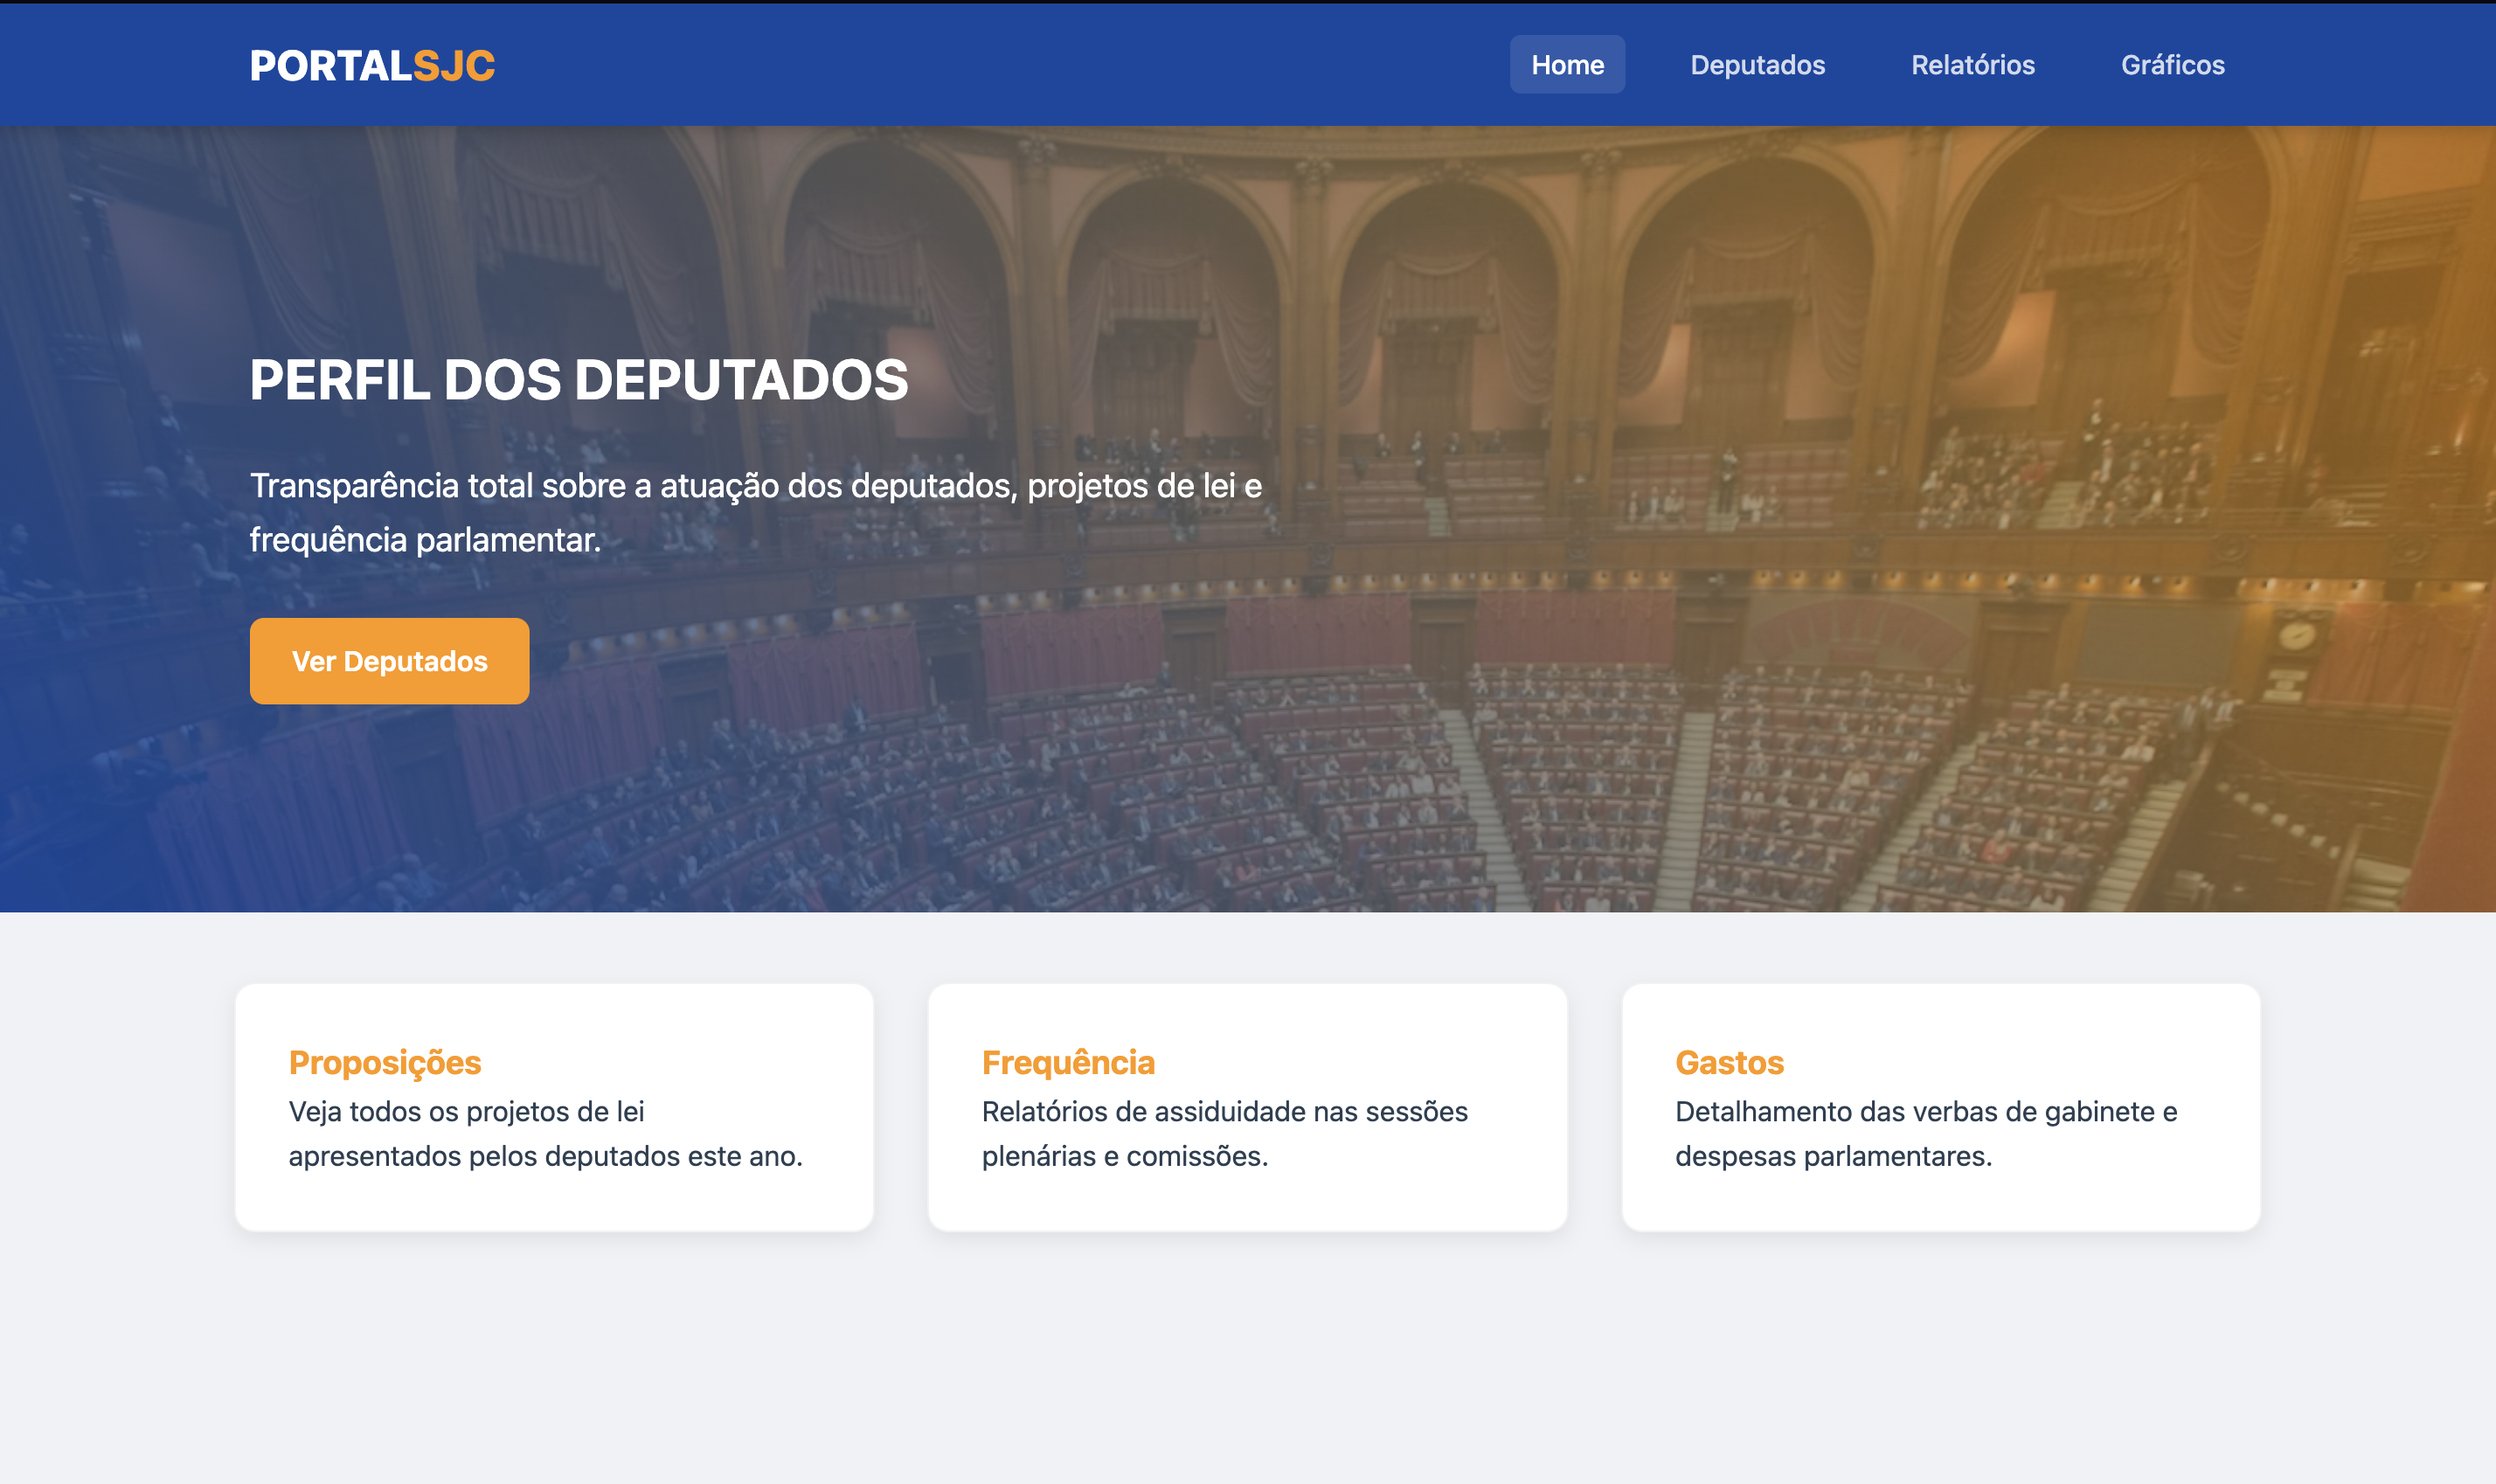 PORTALSJC
Home
Deputados
Relatórios
Gráficos
PERFIL DOS DEPUTADOS
Transparência total sobre a atuação dos deputados, projetos de lei e
frequência parlamentar.
Ver Deputados
Proposições
Veja todos os projetos de lei
apresentados pelos deputados este ano.
Frequência
Relatórios de assiduidade nas sessões
plenárias e comissões.
Gastos
Detalhamento das verbas de gabinete e
despesas parlamentares.